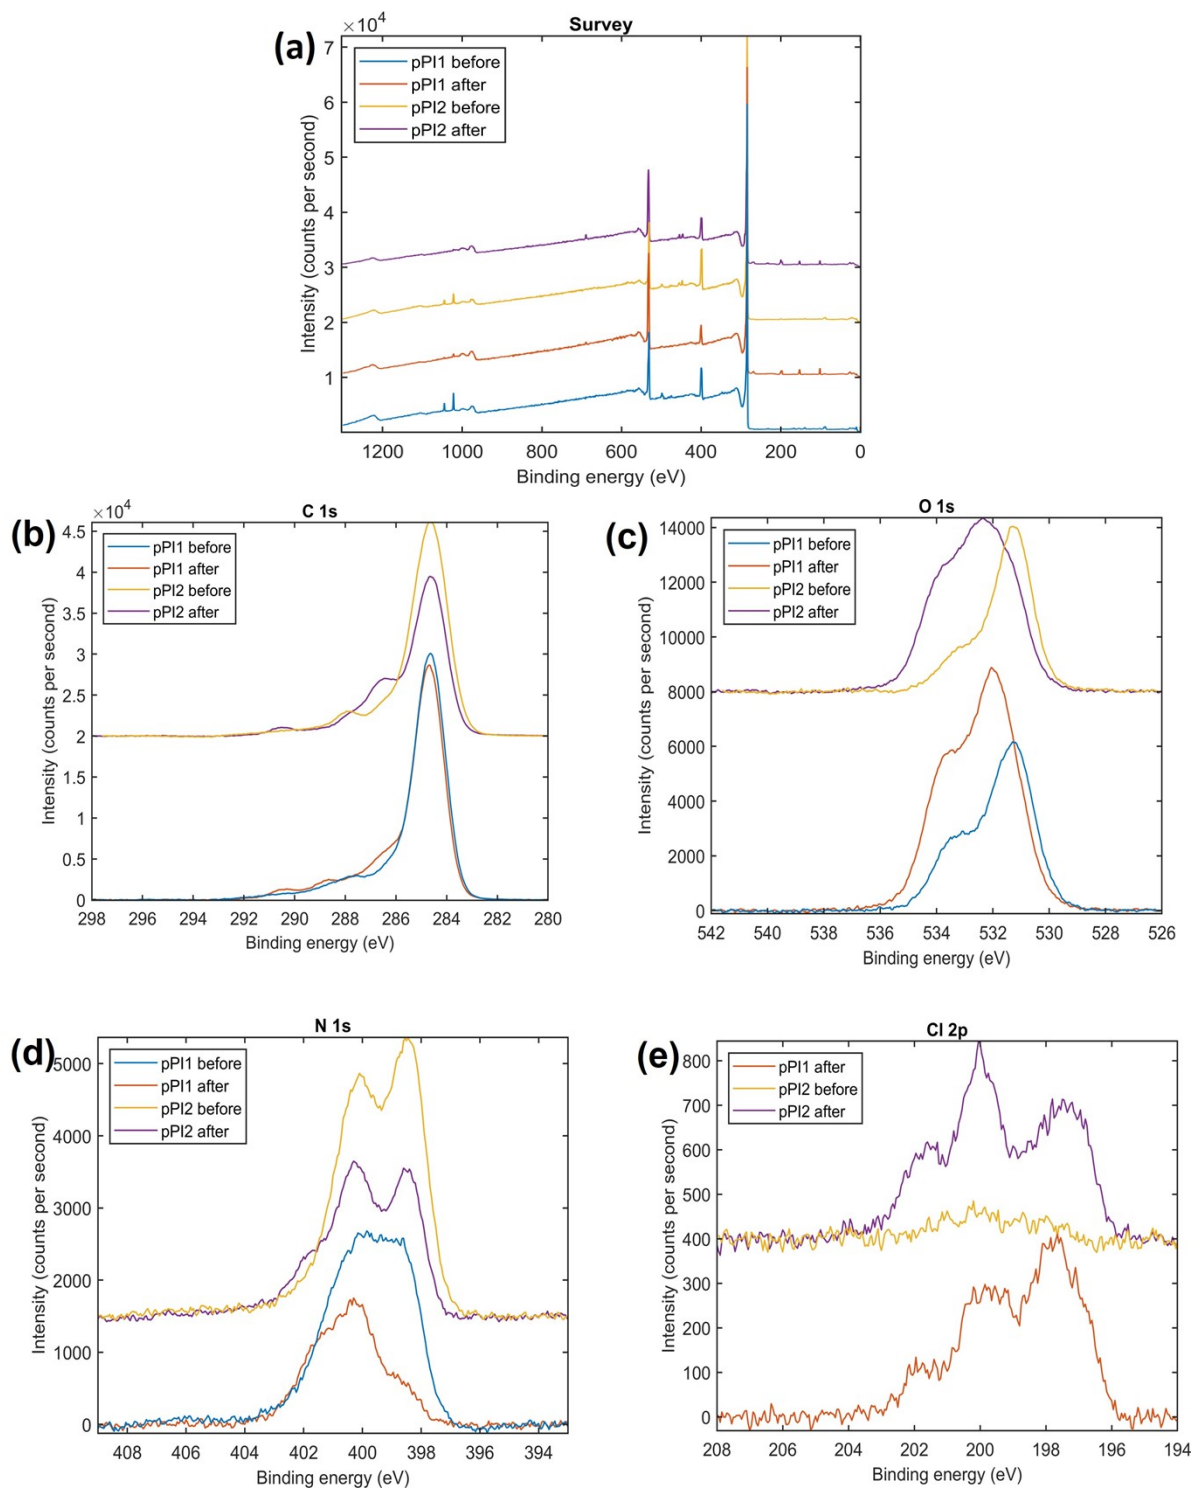 (a)
Survey
×10⁴
pPI1 before
pPI1 after
pPI2 before
pPI2 after
7
6
5
4
3
2
1
Intensity (counts per second)
1200 1000 800 600 400 200 0
Binding energy (eV)
(b)
C 1s
×10⁴
pPI1 before
pPI1 after
pPI2 before
pPI2 after
4.5
4
3.5
3
2.5
2
1.5
1
0.5
0
Intensity (counts per second)
298 296 294 292 290 288 286 284 282 280
Binding energy (eV)
(c)
O 1s
pPI1 before
pPI1 after
pPI2 before
pPI2 after
14000
12000
10000
8000
6000
4000
2000
0
Intensity (counts per second)
542 540 538 536 534 532 530 528 526
Binding energy (eV)
(d)
N 1s
pPI1 before
pPI1 after
pPI2 before
pPI2 after
5000
4000
3000
2000
1000
0
Intensity (counts per second)
408 406 404 402 400 398 396 394
Binding energy (eV)
(e)
Cl 2p
pPI1 after
pPI2 before
pPI2 after
800
700
600
500
400
300
200
100
0
Intensity (counts per second)
208 206 204 202 200 198 196 194
Binding energy (eV)